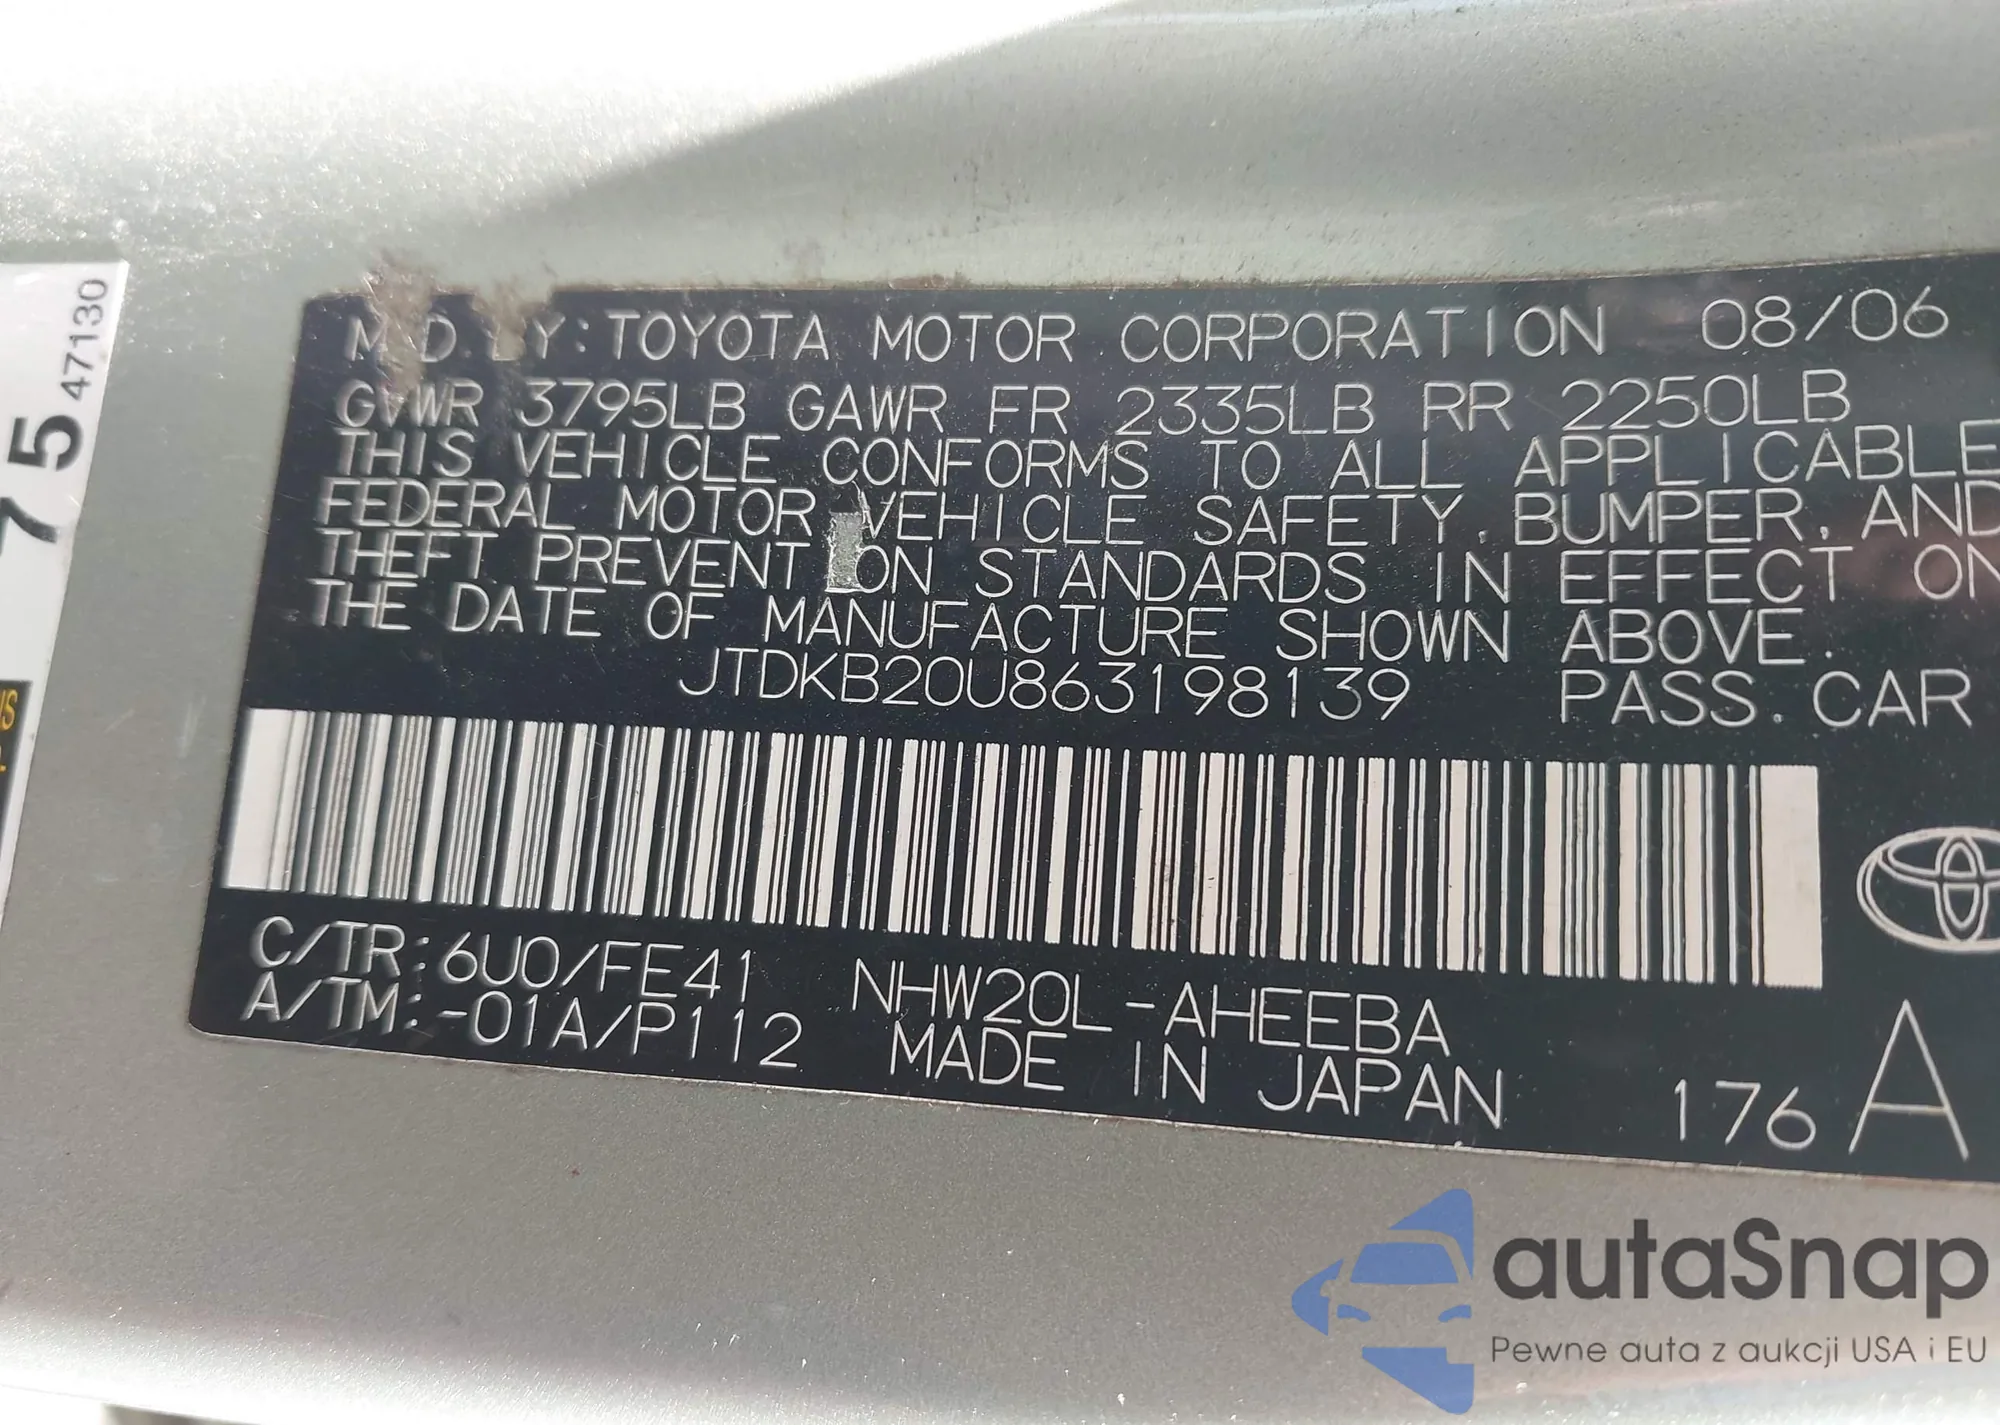 47130
75
M D. Y: TOYOTA MOTOR CORPORATION 08/06
GVWR 3795LB GAWR FR 2335LB RR 2250LB
THIS VEHICLE CONFORMS TO ALL APPLICABLE
FEDERAL MOTOR VEHICLE SAFETY, BUMPER, AND
THEFT PREVENT ON STANDARDS IN EFFECT ON
THE DATE OF MANUFACTURE SHOWN ABOVE.
JTDKB20U863198139 PASS. CAR
C/TR:6U0/FE41 NHW20L-AHEEBA
A/TM:-01A/P112 MADE IN JAPAN 176 A
autaSnap
Pewne auta z aukcji USA i EU